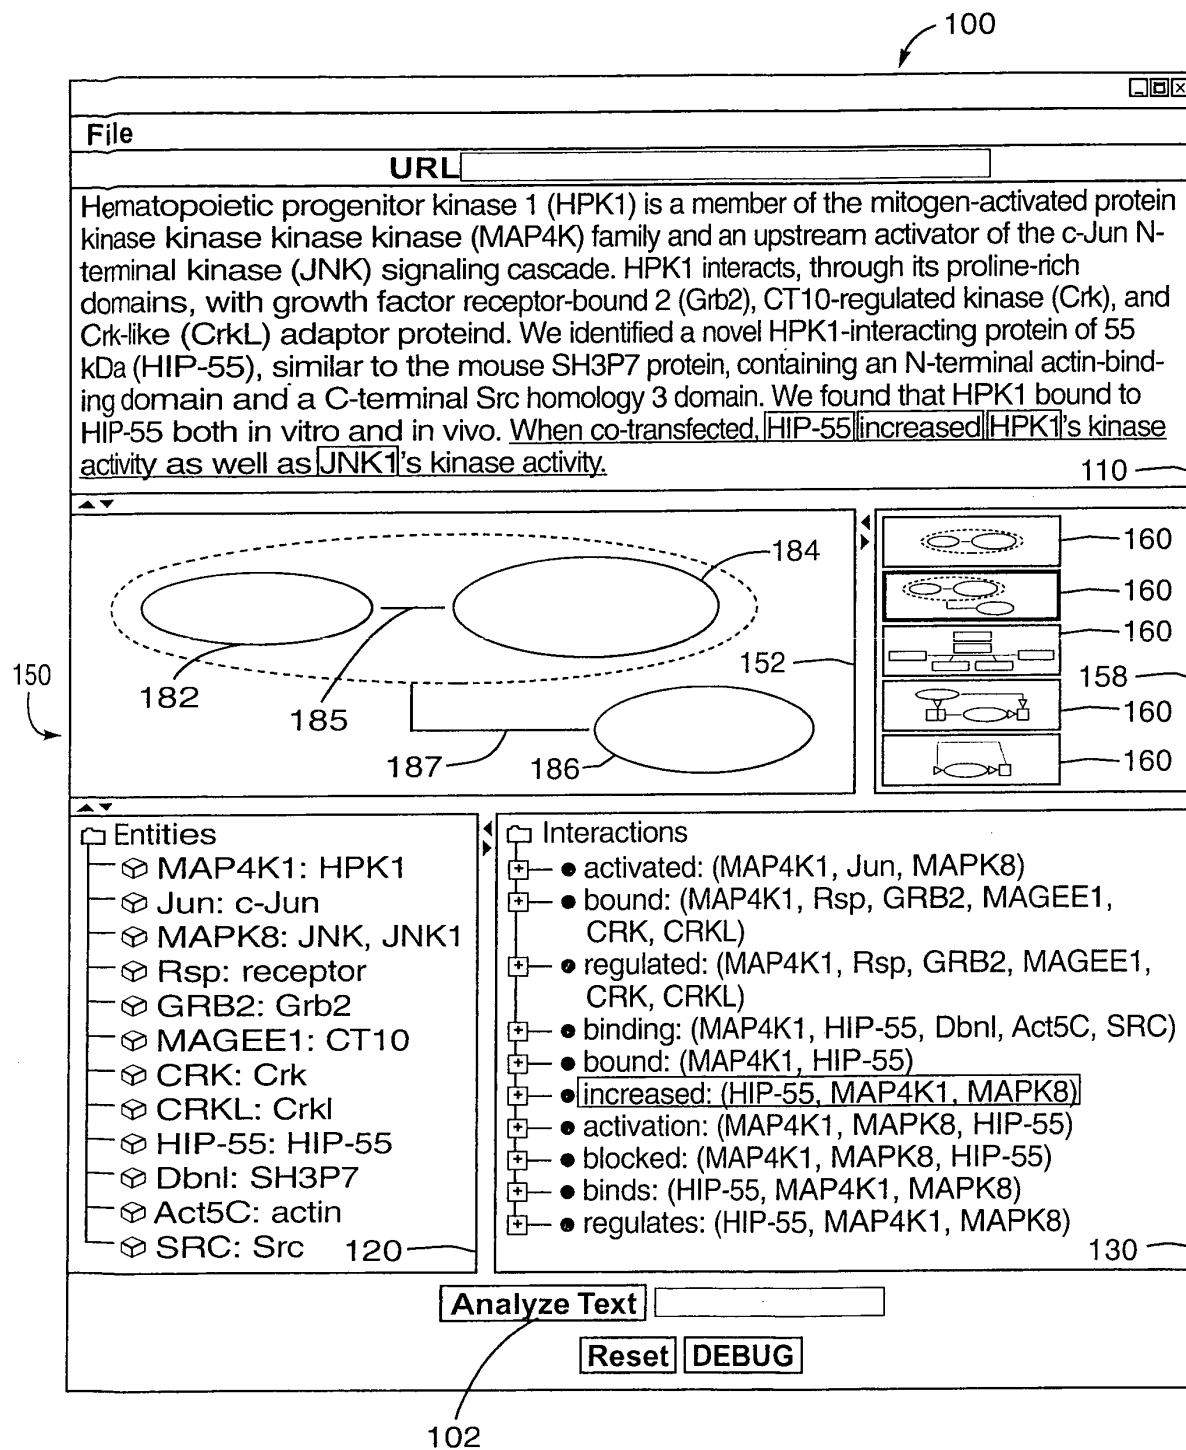 100
File
URL
Hematopoietic progenitor kinase 1 (HPK1) is a member of the mitogen-activated protein
kinase kinase kinase kinase (MAP4K) family and an upstream activator of the c-Jun N-
terminal kinase (JNK) signaling cascade. HPK1 interacts, through its proline-rich
domains, with growth factor receptor-bound 2 (Grb2), CT10-regulated kinase (Crk), and
Crk-like (CrkL) adaptor proteind. We identified a novel HPK1-interacting protein of 55
kDa (HIP-55), similar to the mouse SH3P7 protein, containing an N-terminal actin-bind-
ing domain and a C-terminal Src homology 3 domain. We found that HPK1 bound to
HIP-55 both in vitro and in vivo. When co-transfected, HIP-55 increased HPK1's kinase
activity as well as JNK1's kinase activity.
110
184
160
160
160
152
158
150
182
185
160
187
186
160
Entities
MAP4K1: HPK1
Jun: c-Jun
MAPK8: JNK, JNK1
Rsp: receptor
GRB2: Grb2
MAGEE1: CT10
CRK: Crk
CRKL: Crkl
HIP-55: HIP-55
Dbnl: SH3P7
Act5C: actin
SRC: Src
120
Interactions
activated: (MAP4K1, Jun, MAPK8)
bound: (MAP4K1, Rsp, GRB2, MAGEE1,
CRK, CRKL)
regulated: (MAP4K1, Rsp, GRB2, MAGEE1,
CRK, CRKL)
binding: (MAP4K1, HIP-55, Dbnl, Act5C, SRC)
bound: (MAP4K1, HIP-55)
increased: (HIP-55, MAP4K1, MAPK8)
activation: (MAP4K1, MAPK8, HIP-55)
blocked: (MAP4K1, MAPK8, HIP-55)
binds: (HIP-55, MAP4K1, MAPK8)
regulates: (HIP-55, MAP4K1, MAPK8)
130
Analyze Text
Reset DEBUG
102